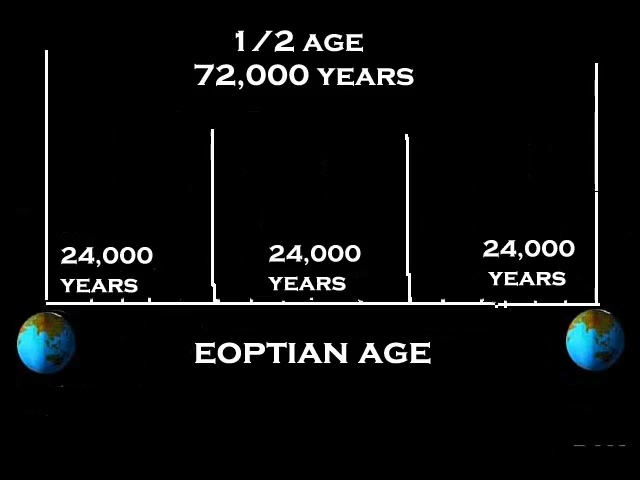 1/2 AGE
72,000 YEARS
24,000
YEARS
24,000
YEARS
24,000
YEARS
EOPTIAN AGE